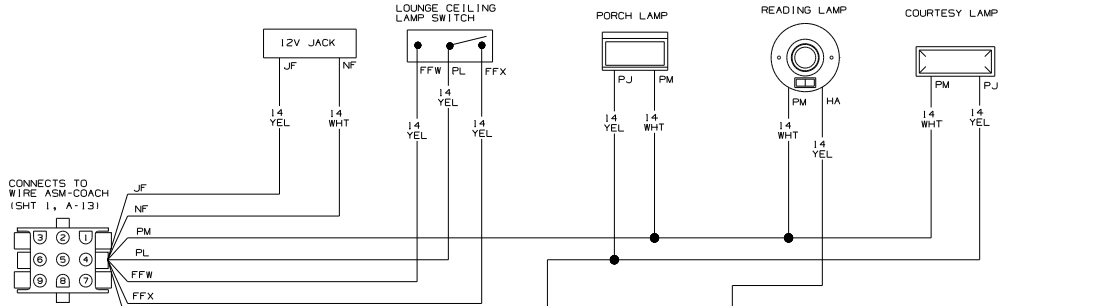 LOUNGE CEILING
LAMP SWITCH
PORCH LAMP
READING LAMP
COURTESY LAMP
12V JACK
JF
NF
FFW
PL
FFX
PJ
PM
PM
HA
PM
PJ
14
YEL
14
WHT
14
YEL
14
YEL
14
YEL
14
YEL
14
WHT
14
WHT
14
YEL
14
WHT
14
YEL
CONNECTS TO
WIRE ASM-COACH
(SHT 1, A-13)
JF
NF
PM
PL
FFW
FFX
3 2 1
6 5 4
9 8 7